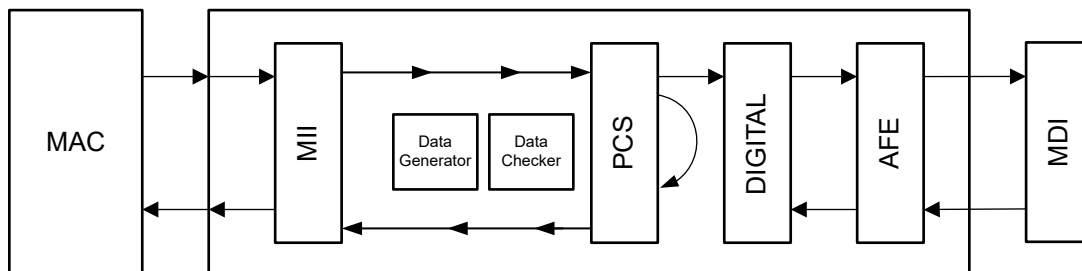 MAC
MII
Data
Generator
Data
Checker
PCS
DIGITAL
AFE
MDI